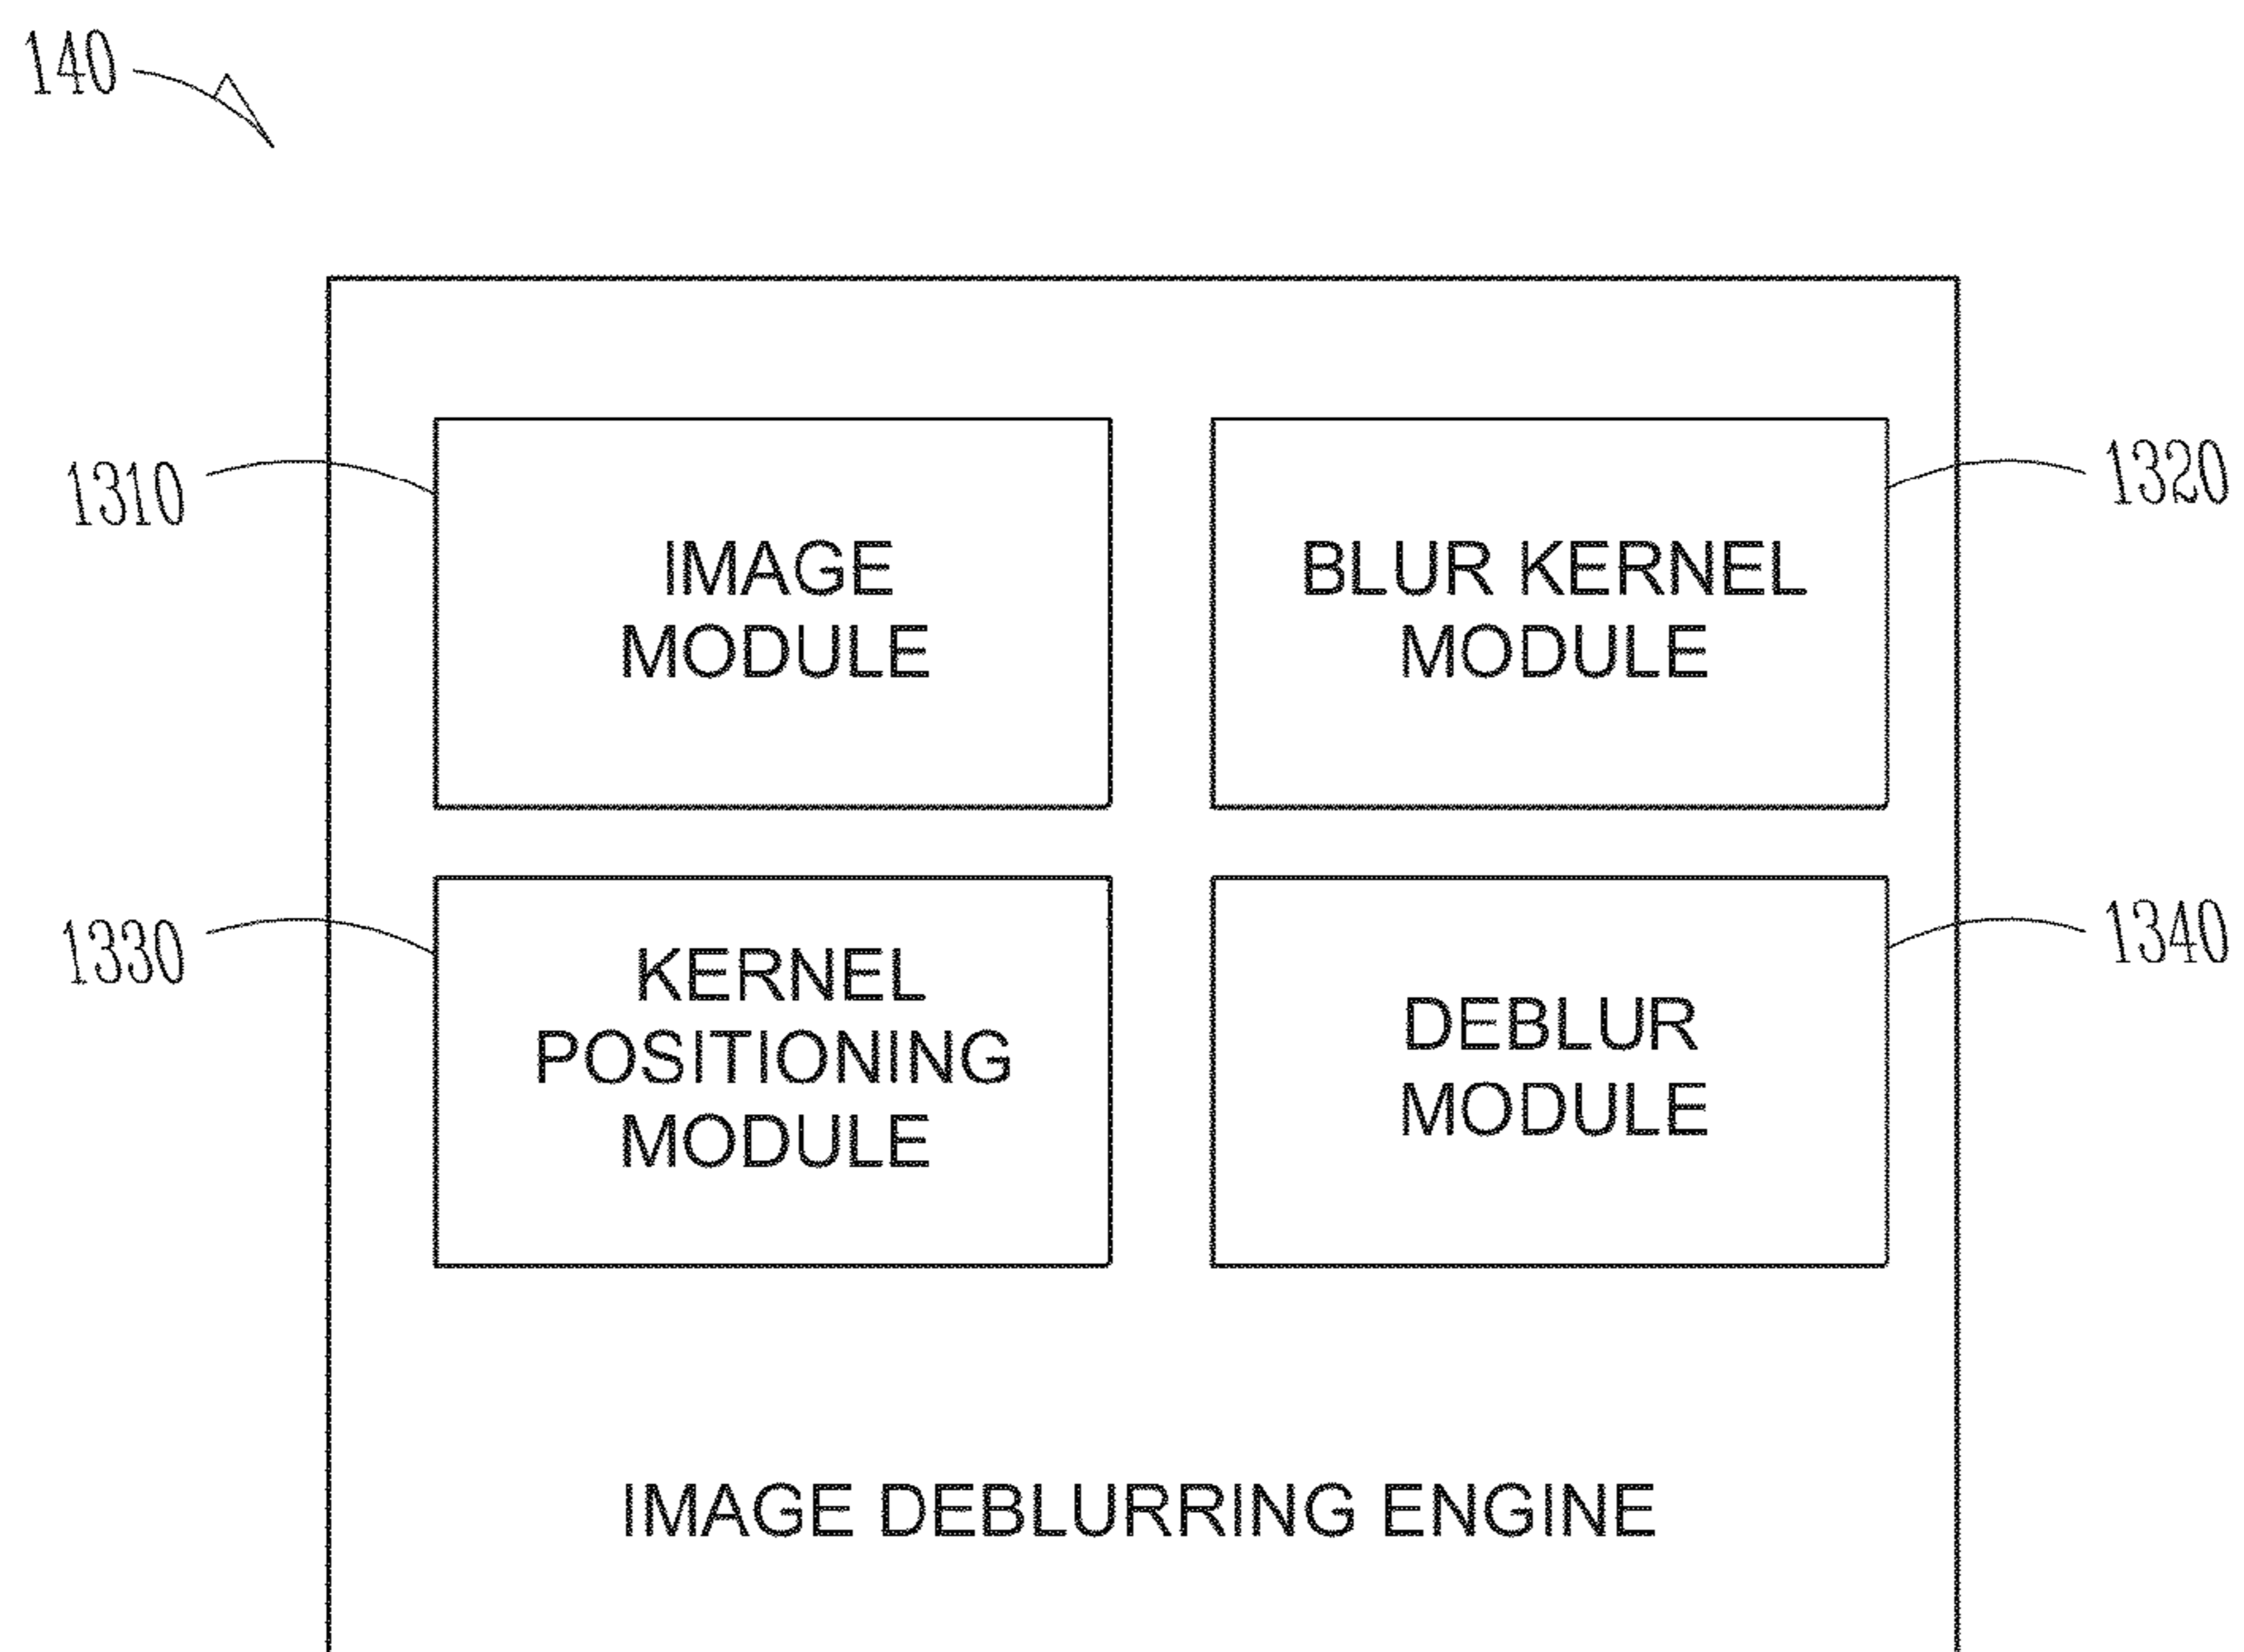 140
1310
IMAGE
MODULE
BLUR KERNEL
MODULE
1320
1330
KERNEL
POSITIONING
MODULE
DEBLUR
MODULE
1340
IMAGE DEBLURRING ENGINE